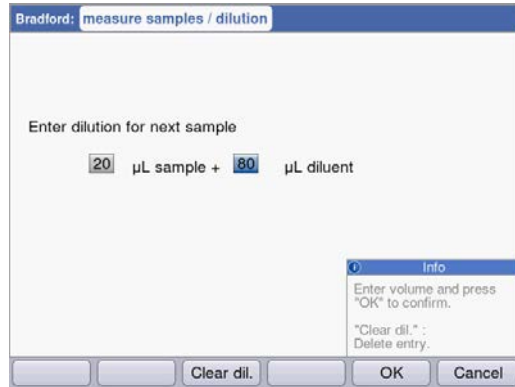 Bradford: measure samples / dilution
Enter dilution for next sample
20 µL sample + 80 µL diluent
Info
Enter volume and press
"OK" to confirm.
"Clear dil." :
Delete entry.
Clear dil. OK Cancel